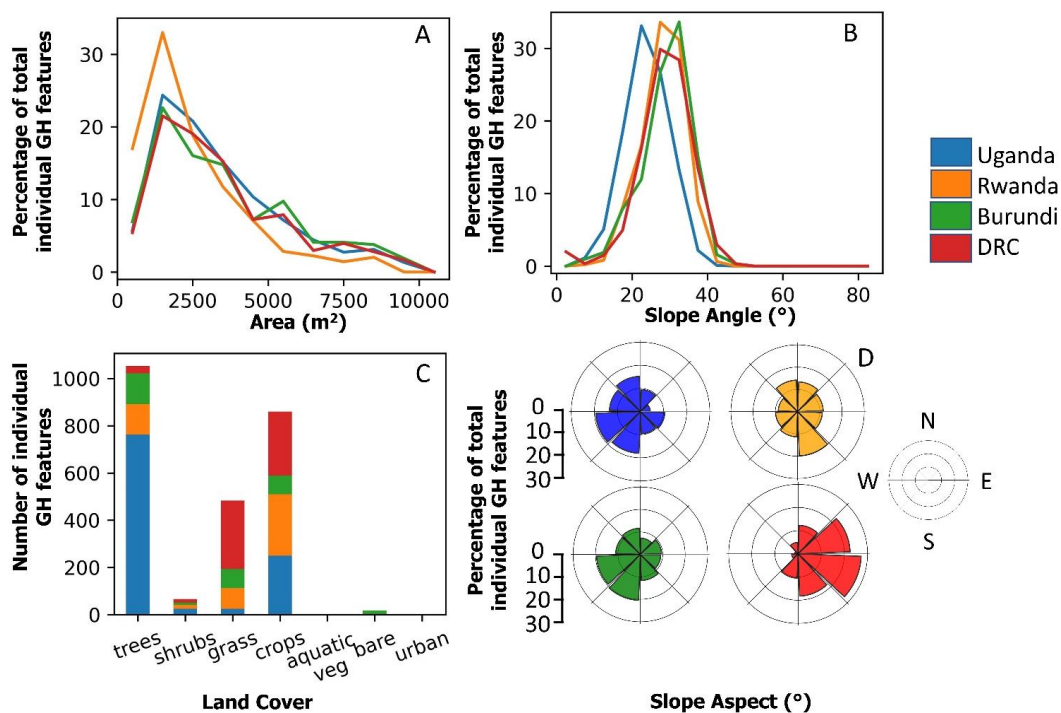 A
Percentage of total
individual GH features
30
20
10
0
0
2500
5000
7500
10000
Area (m²)
B
Percentage of total
individual GH features
30
20
10
0
0
20
40
60
80
Slope Angle (°)
Uganda
Rwanda
Burundi
DRC
C
Number of individual
GH features
1000
800
600
400
200
0
trees
shrubs
grass
crops
aquatic
veg
bare
urban
Land Cover
D
Percentage of total
individual GH features
0
10
20
30
0
10
20
30
N
W
E
S
Slope Aspect (°)